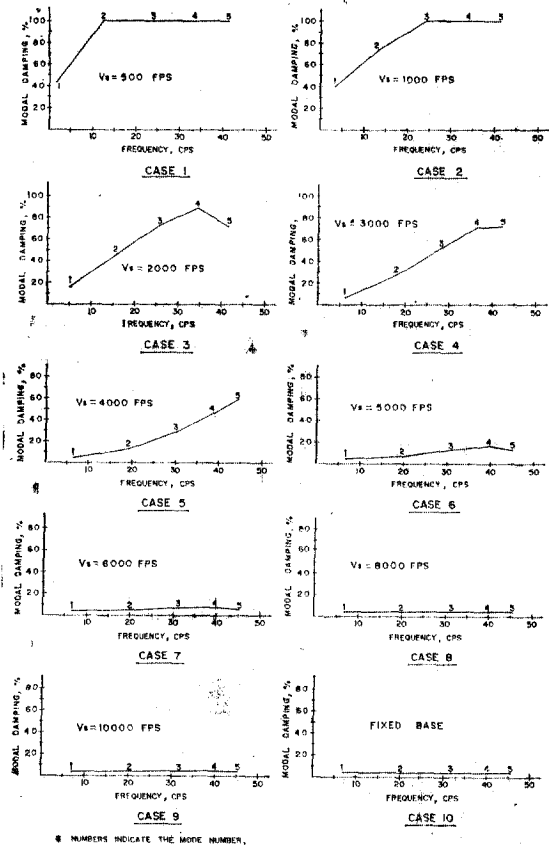 MODAL DAMPING, %
100
80
60
40
20
1
2
3
4
5
Vs = 500 FPS
10 20 30 40 50
FREQUENCY, CPS
CASE 1
MODAL DAMPING, %
100
80
60
40
20
1
2
3
4
5
Vs = 1000 FPS
10 20 30 40 50
FREQUENCY, CPS
CASE 2
MODAL DAMPING, %
100
80
60
40
20
1
2
3
4
5
Vs = 2000 FPS
10 20 30 40 50
FREQUENCY, CPS
CASE 3
MODAL DAMPING, %
100
80
60
40
20
1
2
3
4
5
Vs = 3000 FPS
10 20 30 40 50
FREQUENCY, CPS
CASE 4
MODAL DAMPING, %
80
60
40
20
1
2
3
4
5
Vs = 4000 FPS
10 20 30 40 50
FREQUENCY, CPS
CASE 5
MODAL DAMPING, %
80
60
40
20
1
2
3
4
5
Vs = 5000 FPS
10 20 30 40 50
FREQUENCY, CPS
CASE 6
MODAL DAMPING, %
80
60
40
20
1
2
3
4
5
Vs = 6000 FPS
10 20 30 40 50
FREQUENCY, CPS
CASE 7
MODAL DAMPING, %
80
60
40
20
1
2
3
4
5
Vs = 8000 FPS
10 20 30 40 50
FREQUENCY, CPS
CASE 8
MODAL DAMPING, %
80
60
40
20
1
2
3
4
5
Vs = 10000 FPS
10 20 30 40 50
FREQUENCY, CPS
CASE 9
MODAL DAMPING, %
80
60
40
20
1
2
3
4
5
FIXED BASE
10 20 30 40 50
FREQUENCY, CPS
CASE 10
* NUMBERS INDICATE THE MODE NUMBER.